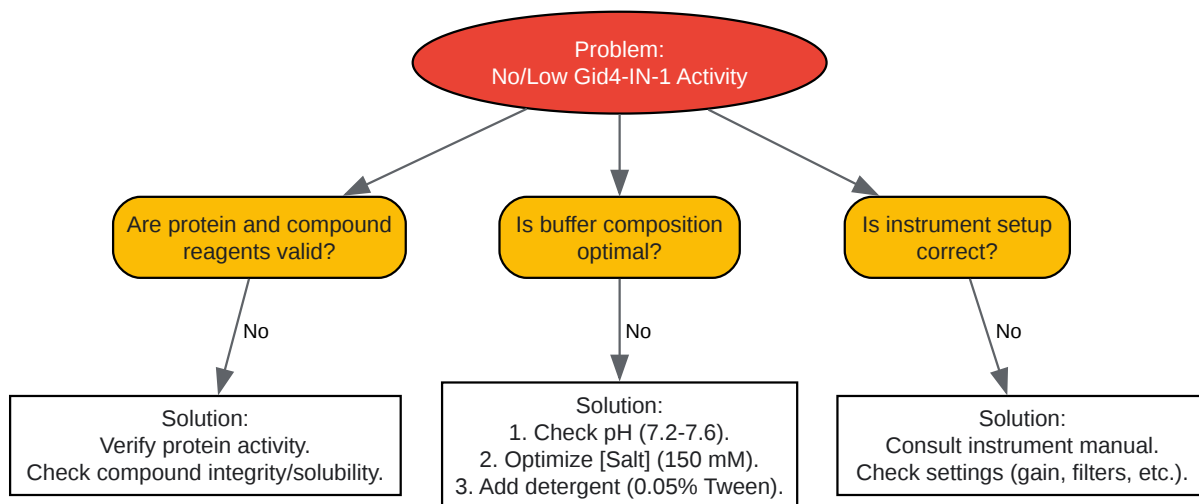 Problem:
No/Low Gid4-IN-1 Activity
Are protein and compound
reagents valid?
Is buffer composition
optimal?
Is instrument setup
correct?
No
No
No
Solution:
Verify protein activity.
Check compound integrity/solubility.
Solution:
1. Check pH (7.2-7.6).
2. Optimize [Salt] (150 mM).
3. Add detergent (0.05% Tween).
Solution:
Consult instrument manual.
Check settings (gain, filters, etc.).